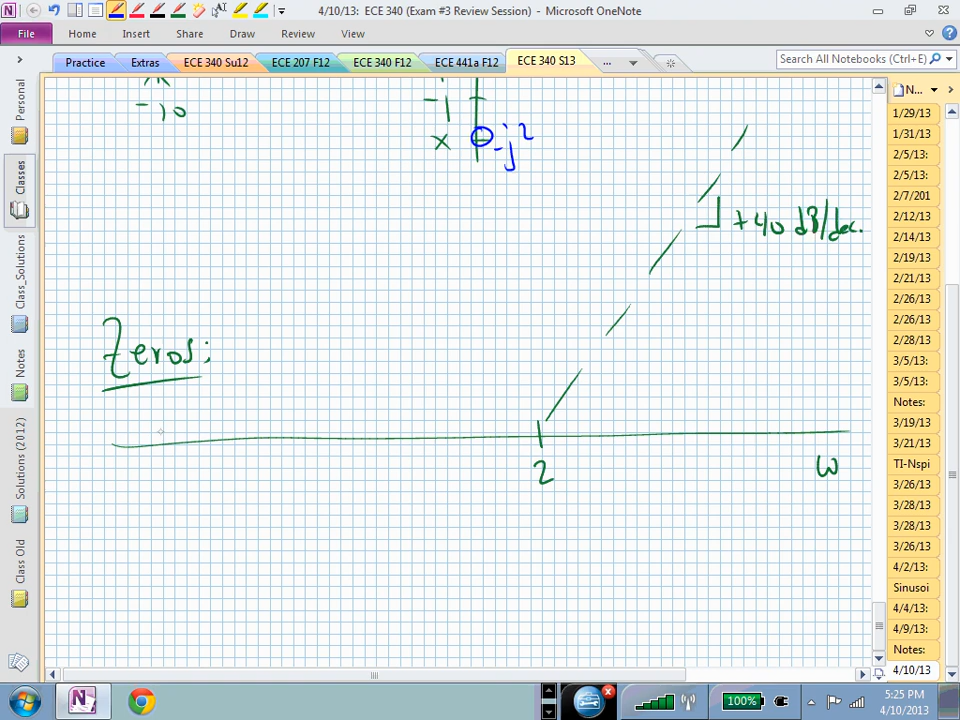 4/10/13: ECE 340 (Exam #3 Review Session) - Microsoft OneNote
File Home Insert Share Draw Review View
Practice Extras ECE 340 Su12 ECE 207 F12 ECE 340 F12 ECE 441a F12 ECE 340 S13 ... Search All Notebooks (Ctrl+E)
N...
Personal
Classes
Class_Solutions
Notes
Solutions (2012)
Class Old
-10
-1
x
-j2
+40 dB/dec.
Zeros:
2
W
1/29/13
1/31/13
2/5/13:
2/5/13:
2/7/201
2/12/13
2/14/13
2/19/13
2/21/13
2/26/13
2/26/13
2/28/13
3/5/13:
3/5/13:
Notes:
3/19/13
3/21/13
TI-Nspi
3/26/13
3/28/13
3/28/13
3/26/13
4/2/13:
Sinusoi
4/4/13:
4/9/13:
Notes:
4/10/13
100%
5:25 PM
4/10/2013